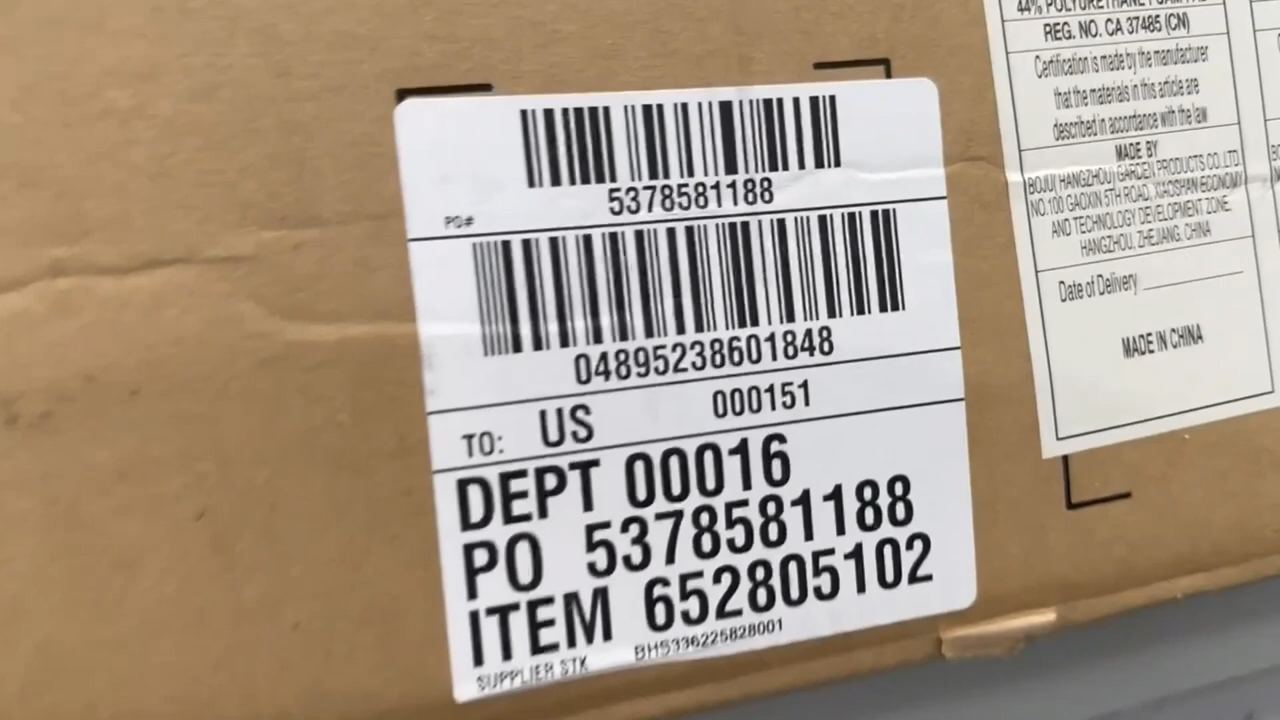 5378581188
PO#
04895238601848
TO: US 000151
DEPT 00016
PO 5378581188
ITEM 652805102
SUPPLIER STK BH5336225828001
44% POLYURETHANE FOAM
REG. NO. CA 37485 (CN)
Certification is made by the manufacturer
that the materials in this article are
described in accordance with the law
MADE BY
BOJU( HANGZHOU) GARDEN PRODUCTS CO.,LTD.
NO.100 GAOXIN 5TH ROAD, XIAOSHAN ECONOMY
AND TECHNOLOGY DEVELOPMENT ZONE,
HANGZHOU, ZHEJIANG, CHINA
Date of Delivery
MADE IN CHINA